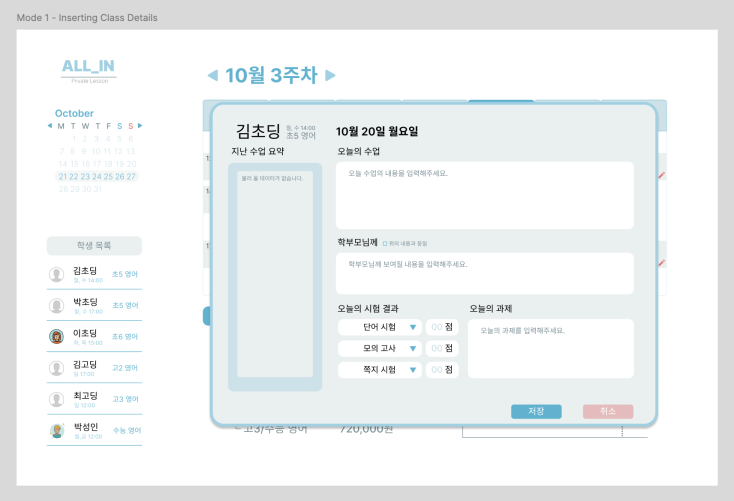 Mode 1 - Inserting Class Details
ALL_IN
Private Lesson
◀ 10월 3주차 ▶
October
◀ M T W T F S S ▶
1 2 3 4 5 6
7 8 9 10 11 12 13
14 15 16 17 18 19 20
21 22 23 24 25 26 27
28 29 30 31
학생 목록
김초딩
월, 수 14:00
초5 영어
박초딩
월, 수 17:00
초5 영어
이초딩
초6 영어
김고딩
고2 영어
최고딩
고3 영어
박성인
월,금 12:00
수능 영어
김초딩
월, 수 14:00
초5 영어
지난 수업 요약
불러 올 데이터가 없습니다.
10월 20일 월요일
오늘의 수업
오늘 수업의 내용을 입력해주세요.
학부모님께
위의 내용과 동일
학부모님께 보여질 내용을 입력해주세요.
오늘의 시험 결과
단어 시험 ▼ 00 점
모의 고사 ▼ 00 점
쪽지 시험 ▼ 00 점
오늘의 과제
오늘의 과제를 입력해주세요.
저장
취소
고3/수능 영어
720,000원